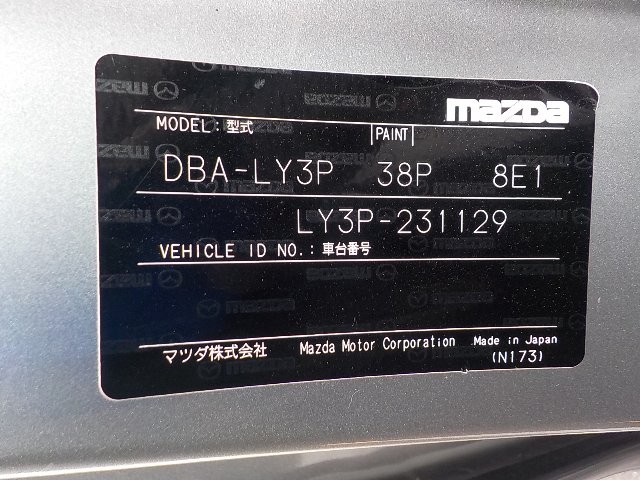 mazda
MODEL:型式 PAINT
DBA-LY3P 38P 8E1
LY3P-231129
VEHICLE ID NO.:車台番号
マツダ株式会社 Mazda Motor Corporation Made in Japan
(N173)